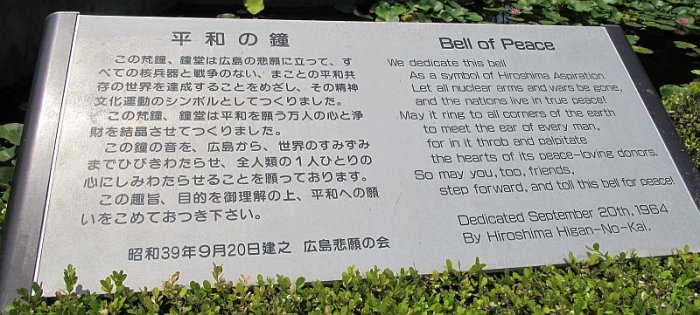 平和の鐘
この梵鐘、鐘堂は広島の悲願に立って、す
べての核兵器と戦争のない、まことの平和共
存の世界を達成することをめざし、その精神
文化運動のシンボルとしてつくりました。
この梵鐘、鐘堂は平和を願う万人の心と浄
財を結晶させてつくりました。
この鐘の音を、広島から、世界のすみずみ
までひびきわたらせ、全人類の1人ひとりの
心にしみわたらせることを願っております。
この趣旨、目的を御理解の上、平和への願
いをこめておつき下さい。
昭和39年9月20日建之 広島悲願の会
Bell of Peace
We dedicate this bell
As a symbol of Hiroshima Aspiration.
Let all nuclear arms and wars be gone,
and the nations live in true peace!
May it ring to all corners of the earth
to meet the ear of every man,
for in it throb and palpitate
the hearts of its peace-loving donors.
So may you, too, friends,
step forward, and toll this bell for peace!
Dedicated September 20th, 1964
By Hiroshima Higan-No-Kai.